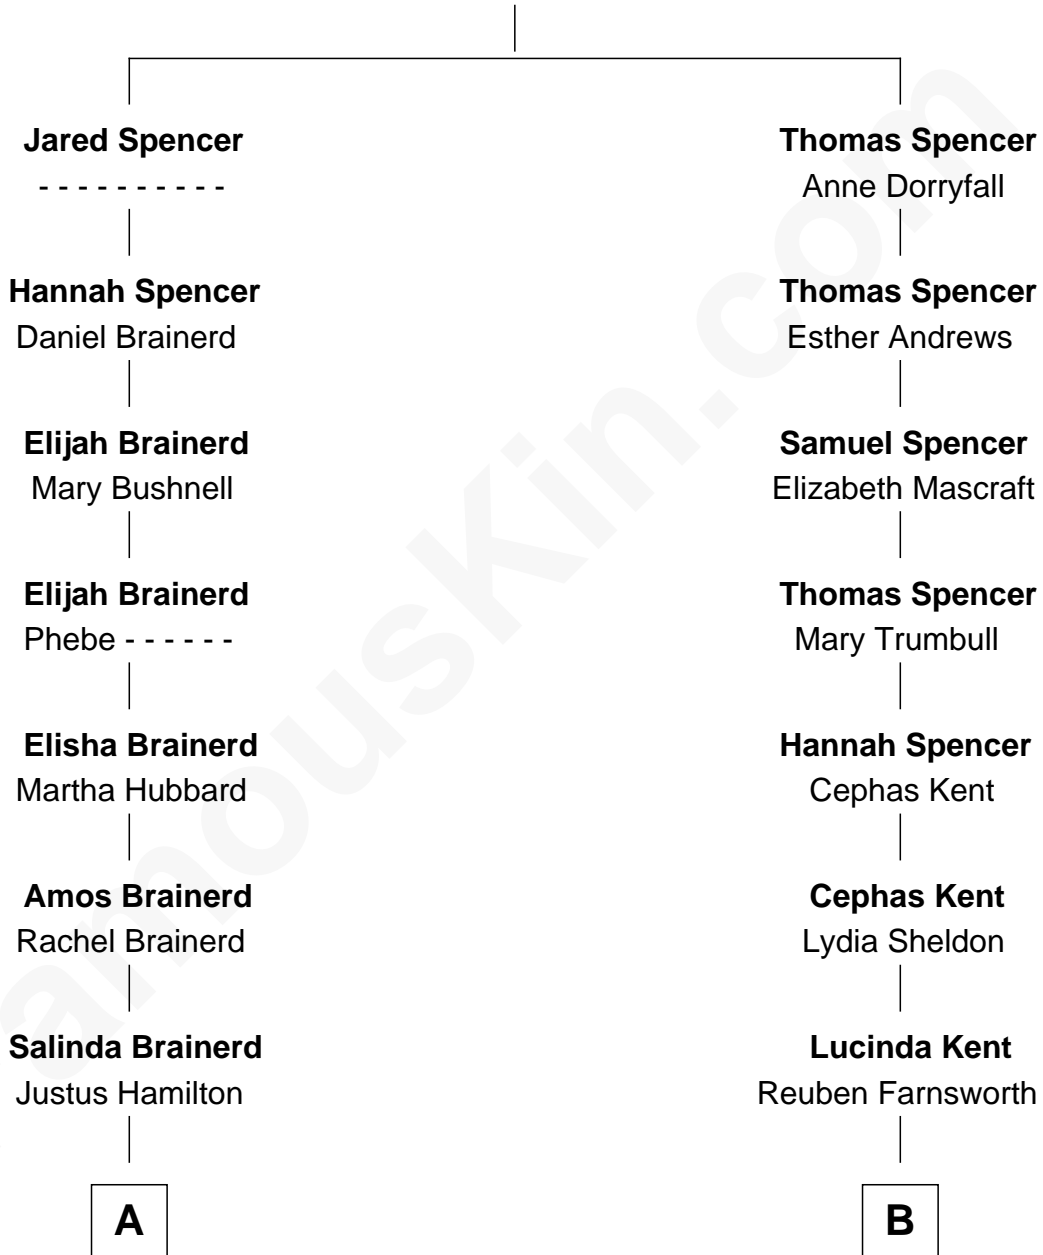 Jared Spencer
- - - - - - - - - -
Hannah Spencer
Daniel Brainerd
Elijah Brainerd
Mary Bushnell
Elijah Brainerd
Phebe - - - - - -
Elisha Brainerd
Martha Hubbard
Amos Brainerd
Rachel Brainerd
Salinda Brainerd
Justus Hamilton
A
Thomas Spencer
Anne Dorryfall
Thomas Spencer
Esther Andrews
Samuel Spencer
Elizabeth Mascraft
Thomas Spencer
Mary Trumbull
Hannah Spencer
Cephas Kent
Cephas Kent
Lydia Sheldon
Lucinda Kent
Reuben Farnsworth
B
amouskin.com